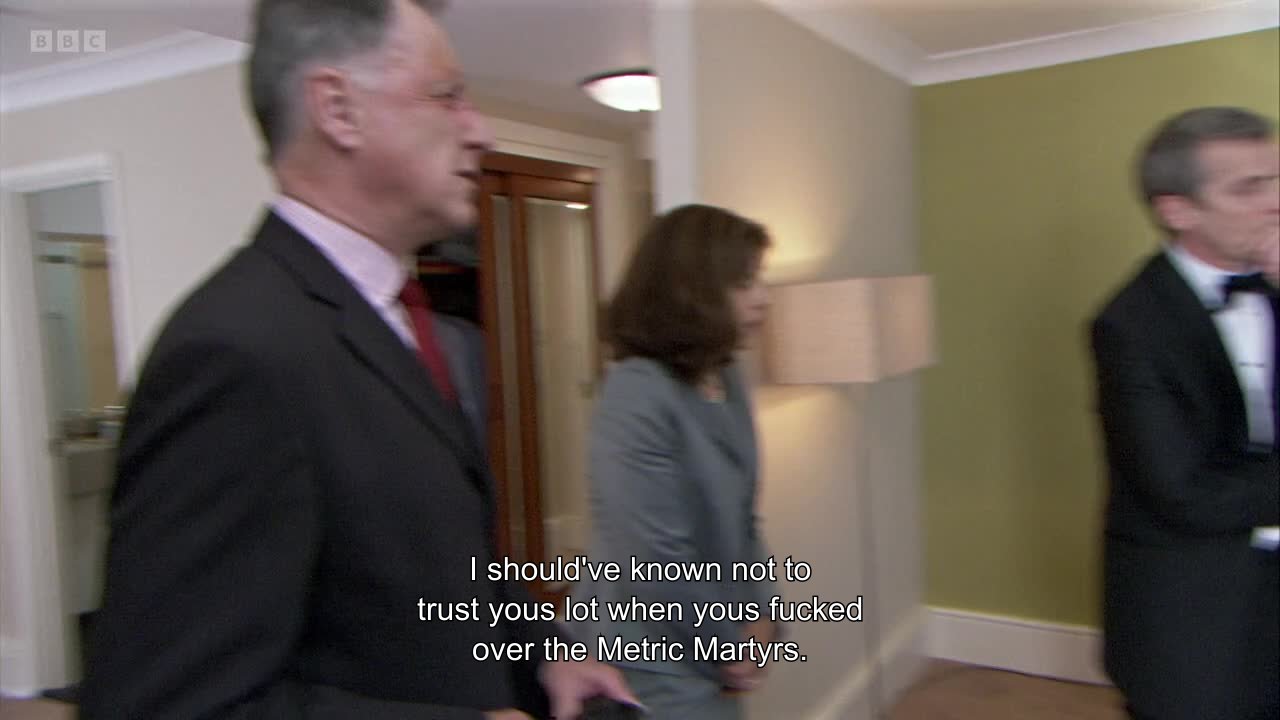 BBC
I should've known not to
trust yous lot when yous fucked
over the Metric Martyrs.